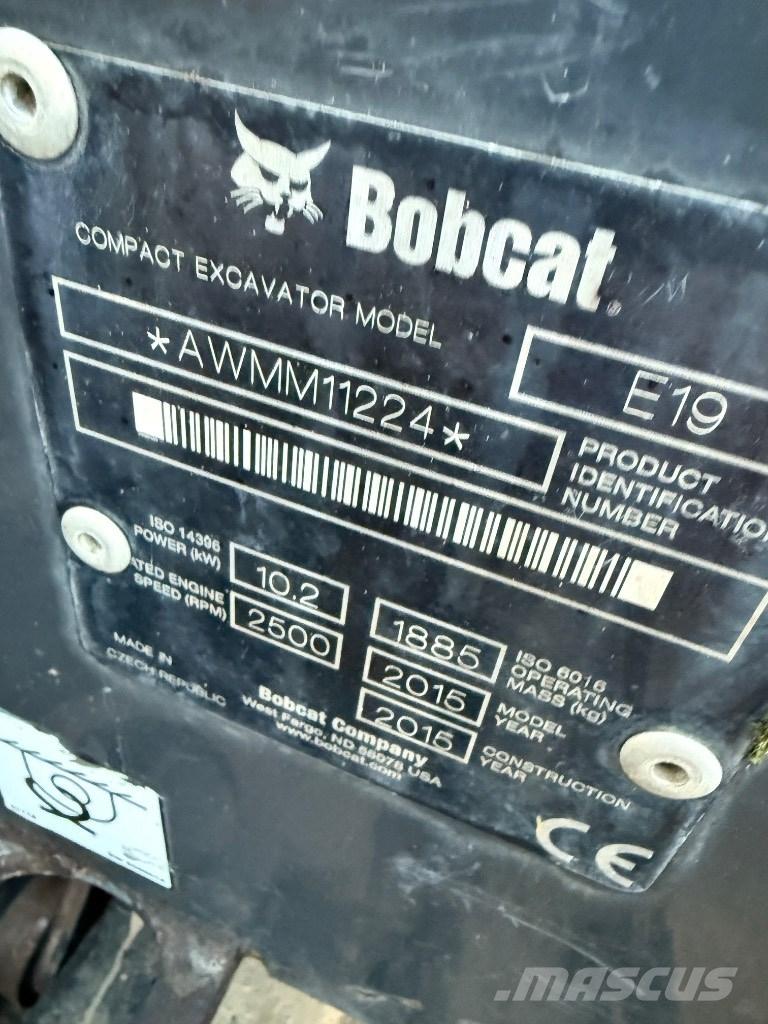 Bobcat®
COMPACT EXCAVATOR MODEL
E19
*AWMM11224*
PRODUCT
IDENTIFICATION
NUMBER
ISO 14396
POWER (kW)
10.2
ATED ENGINE
SPEED (RPM)
2500
1885
ISO 6016
OPERATING
MASS (kg)
2015
MODEL
YEAR
2015
CONSTRUCTION
YEAR
MADE IN
CZECH REPUBLIC
Bobcat Company
West Fargo, ND 58078 USA
www.bobcat.com
CE
MASCUS